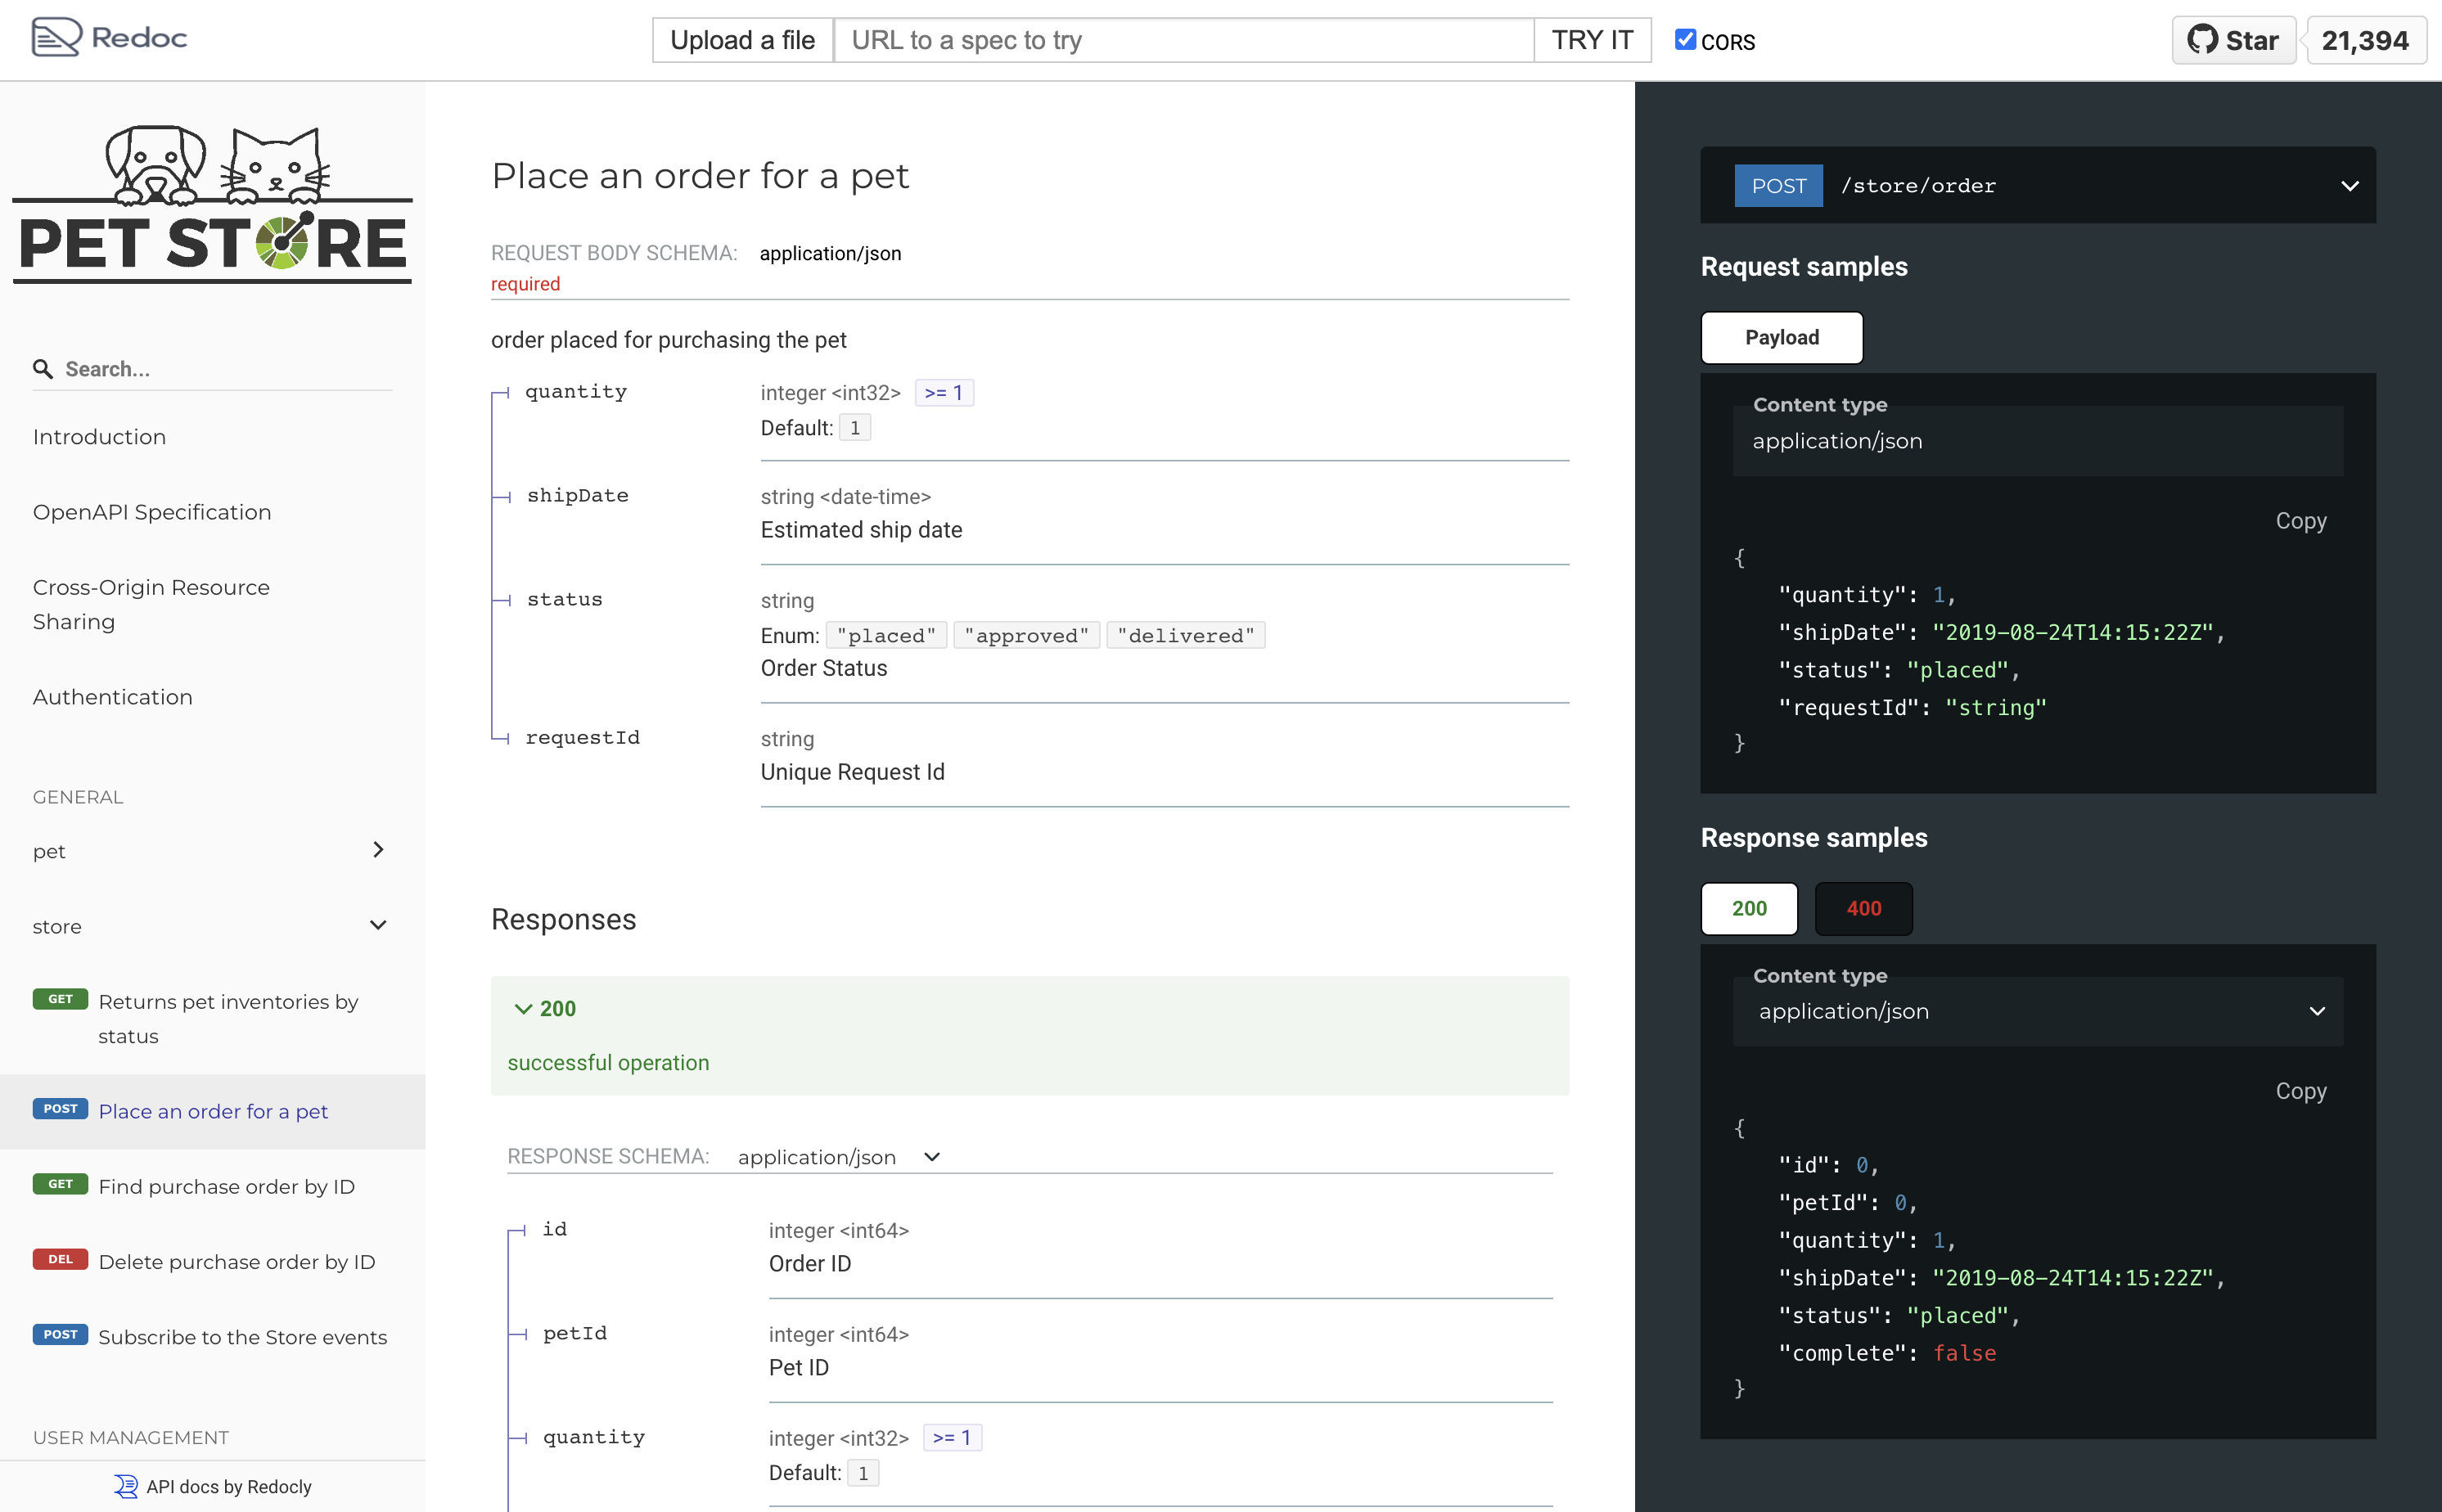 Redoc
Upload a file
URL to a spec to try
TRY IT
CORS
Star
21,394
PET STORE
Search...
Introduction
OpenAPI Specification
Cross-Origin Resource
Sharing
Authentication
GENERAL
pet
store
GET Returns pet inventories by
status
POST Place an order for a pet
GET Find purchase order by ID
DEL Delete purchase order by ID
POST Subscribe to the Store events
USER MANAGEMENT
API docs by Redocly
Place an order for a pet
REQUEST BODY SCHEMA: application/json
required
order placed for purchasing the pet
quantity integer <int32> >= 1
Default: 1
shipDate string <date-time>
Estimated ship date
status string
Enum: "placed" "approved" "delivered"
Order Status
requestId string
Unique Request Id
Responses
200
successful operation
RESPONSE SCHEMA: application/json
id integer <int64>
Order ID
petId integer <int64>
Pet ID
quantity integer <int32> >= 1
Default: 1
POST /store/order
Request samples
Payload
Content type
application/json
Copy
{
"quantity": 1,
"shipDate": "2019-08-24T14:15:22Z",
"status": "placed",
"requestId": "string"
}
Response samples
200 400
Content type
application/json
Copy
{
"id": 0,
"petId": 0,
"quantity": 1,
"shipDate": "2019-08-24T14:15:22Z",
"status": "placed",
"complete": false
}